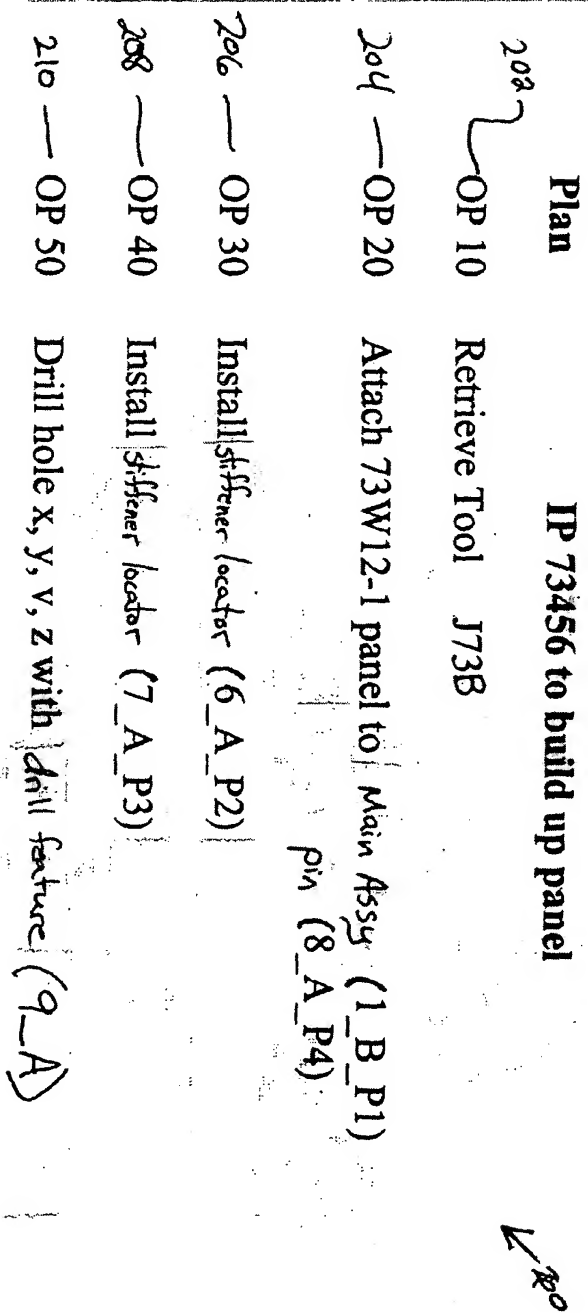 Plan IP 73456 to build up panel
200
202 OP 10 Retrieve Tool J73B
204 — OP 20 Attach 73W12-1 panel to Main Assy (1_B_P1)
pin (8_A_P4)
206 — OP 30 Install stiffener locator (6_A_P2)
208 — OP 40 Install stiffener locator (7_A_P3)
210 — OP 50 Drill hole x, y, v, z with drill feature (9_A)